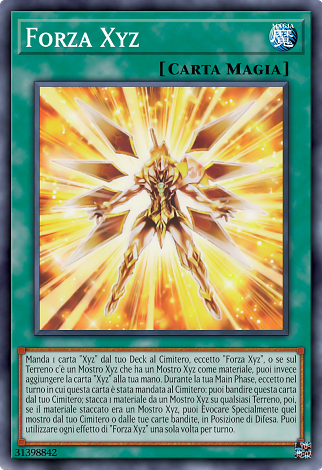 Forza Xyz
MAGIA
[Carta Magia]
Manda 1 carta "Xyz" dal tuo Deck al Cimitero, eccetto "Forza Xyz", o se sul
Terreno c'è un Mostro Xyz che ha un Mostro Xyz come materiale, puoi invece
aggiungere la carta "Xyz" alla tua mano. Durante la tua Main Phase, eccetto nel
turno in cui questa carta è stata mandata al Cimitero: puoi bandire questa carta
dal tuo Cimitero; stacca 1 materiale da un Mostro Xyz su qualsiasi Terreno, poi,
se il materiale staccato era un Mostro Xyz, puoi Evocare Specialmente quel
mostro dal tuo Cimitero o dalle tue carte bandite, in Posizione di Difesa. Puoi
utilizzare ogni effetto di "Forza Xyz" una sola volta per turno.
31398842